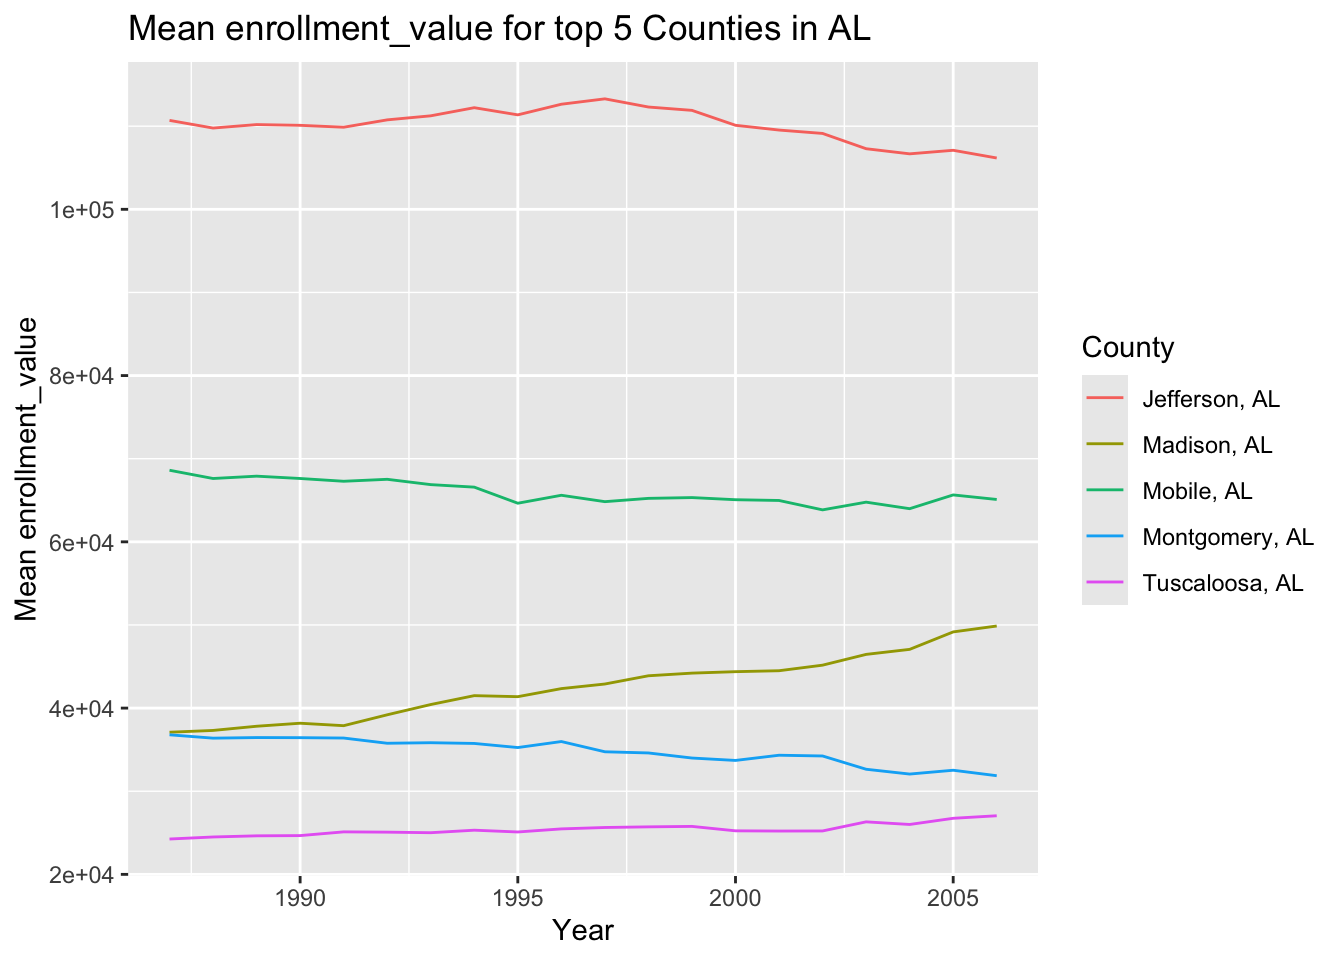 Mean enrollment_value for top 5 Counties in AL
Mean enrollment_value
1e+05
8e+04
6e+04
4e+04
2e+04
1990
1995
2000
2005
Year
County
Jefferson, AL
Madison, AL
Mobile, AL
Montgomery, AL
Tuscaloosa, AL